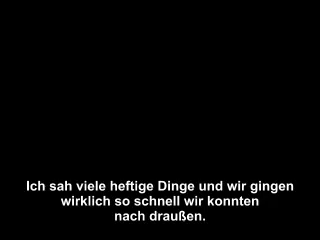 Ich sah viele heftige Dinge und wir gingen
wirklich so schnell wir konnten
nach draußen.